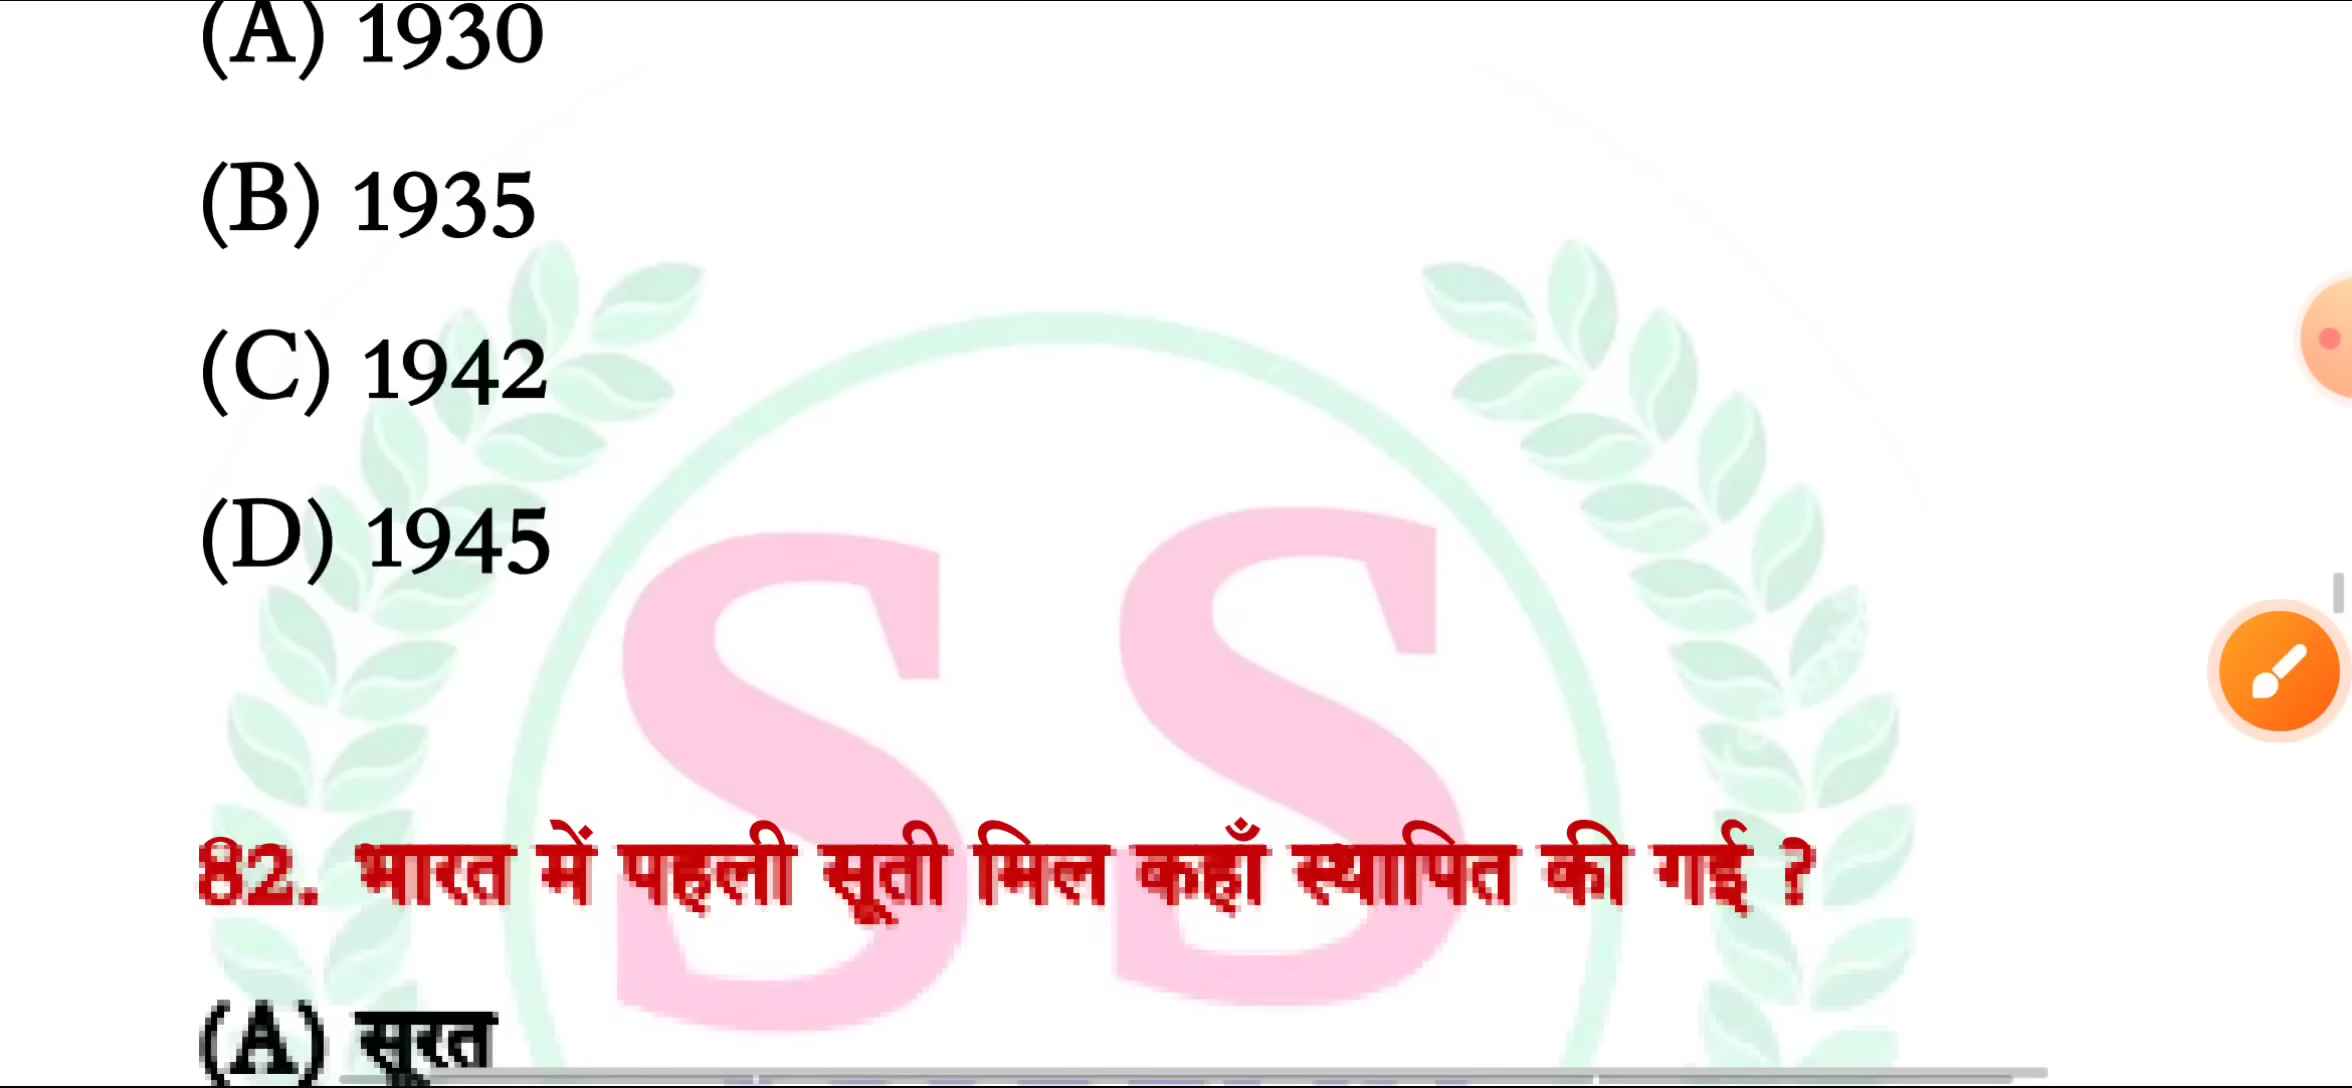 (A) 1930
(B) 1935
(C) 1942
(D) 1945
S S
82. भारत में पहली सूती मिल कहाँ स्थापित की गई ?
(A) सूरत